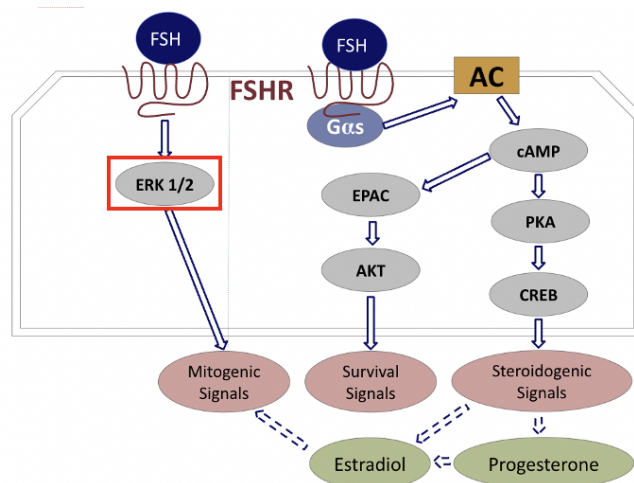 FSH
FSH
FSHR
AC
Gαs
cAMP
ERK 1/2
EPAC
PKA
AKT
CREB
Mitogenic
Signals
Survival
Signals
Steroidogenic
Signals
Estradiol
Progesterone